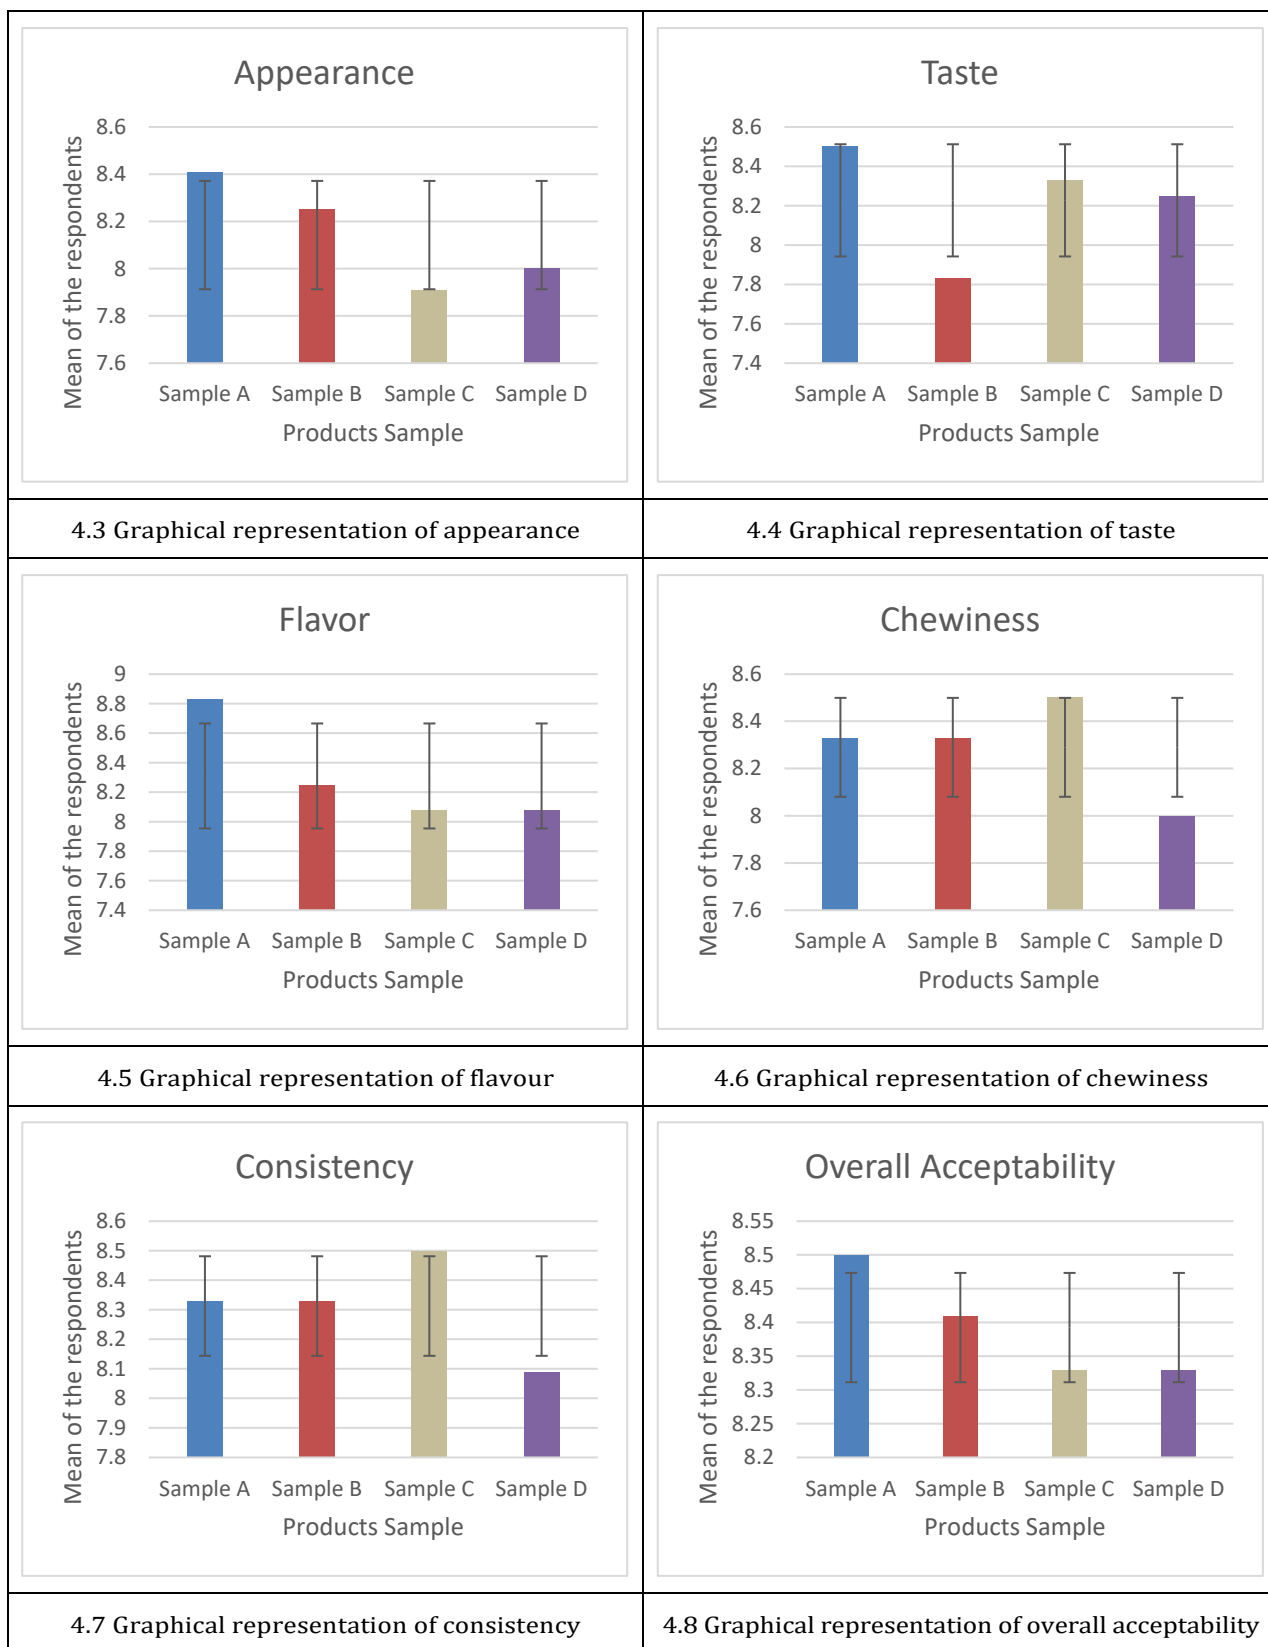 Appearance
Mean of the respondents
8.6
8.4
8.2
8
7.8
7.6
Sample A Sample B Sample C Sample D
Products Sample
4.3 Graphical representation of appearance
Taste
Mean of the respondents
8.6
8.4
8.2
8
7.8
7.6
7.4
Sample A Sample B Sample C Sample D
Products Sample
4.4 Graphical representation of taste
Flavor
Mean of the respondents
9
8.8
8.6
8.4
8.2
8
7.8
7.6
7.4
Sample A Sample B Sample C Sample D
Products Sample
4.5 Graphical representation of flavour
Chewiness
Mean of the respondents
8.6
8.4
8.2
8
7.8
7.6
Sample A Sample B Sample C Sample D
Products Sample
4.6 Graphical representation of chewiness
Consistency
Mean of the respondents
8.6
8.5
8.4
8.3
8.2
8.1
8
7.9
7.8
Sample A Sample B Sample C Sample D
Products Sample
4.7 Graphical representation of consistency
Overall Acceptability
Mean of the respondents
8.55
8.5
8.45
8.4
8.35
8.3
8.25
8.2
Sample A Sample B Sample C Sample D
Products Sample
4.8 Graphical representation of overall acceptability